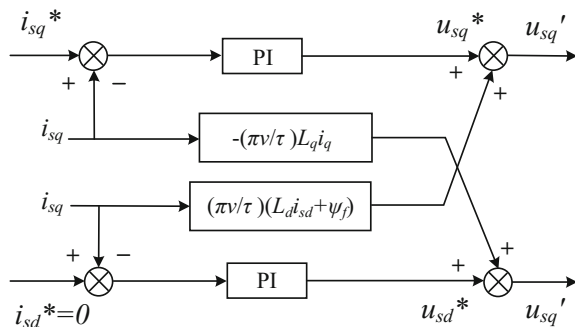 i_sq* u_sq* u_sq′
PI
+ − + +
i_sq -(πv/τ)L_q i_q
i_sq (πv/τ)(L_d i_sd+ψ_f)
+ − + +
PI
i_sd*=0 u_sd* u_sq′